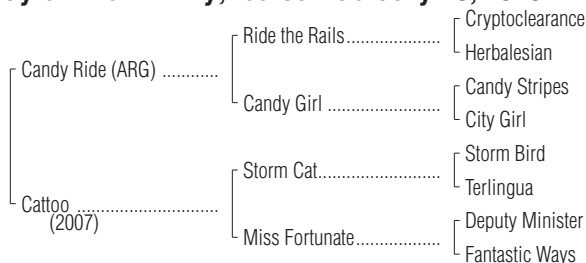 Cryptoclearance
Ride the Rails
Herbalesian
Candy Ride (ARG)
Candy Stripes
Candy Girl
City Girl
Storm Bird
Storm Cat
Terlingua
Cattoo
(2007)
Deputy Minister
Miss Fortunate
Fantastic Ways